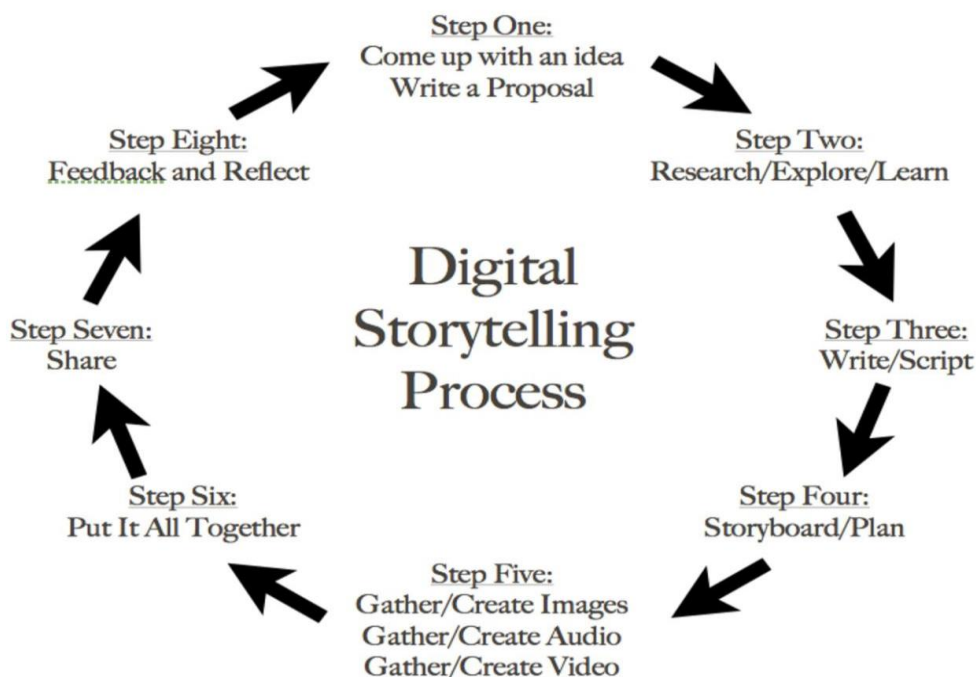 Step One:
Come up with an idea
Write a Proposal
Step Two:
Research/Explore/Learn
Step Three:
Write/Script
Step Four:
Storyboard/Plan
Step Five:
Gather/Create Images
Gather/Create Audio
Gather/Create Video
Step Six:
Put It All Together
Step Seven:
Share
Step Eight:
Feedback and Reflect
Digital
Storytelling
Process